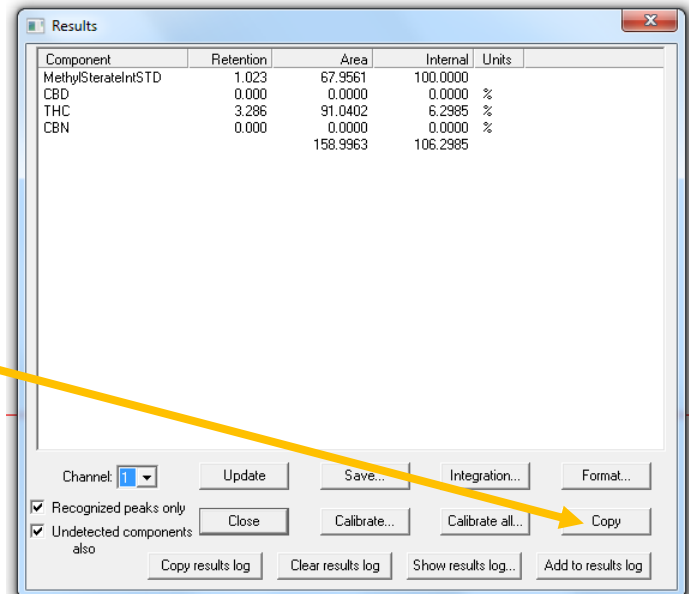 Results
Component Retention Area Internal Units
MethylSterateIntSTD 1.023 67.9561 100.0000
CBD 0.000 0.0000 0.0000 %
THC 3.286 91.0402 6.2985 %
CBN 0.000 0.0000 0.0000 %
158.9963 106.2985
Channel: 1 Update Save... Integration... Format...
Recognized peaks only
Undetected components also Close Calibrate... Calibrate all... Copy
Copy results log Clear results log Show results log... Add to results log